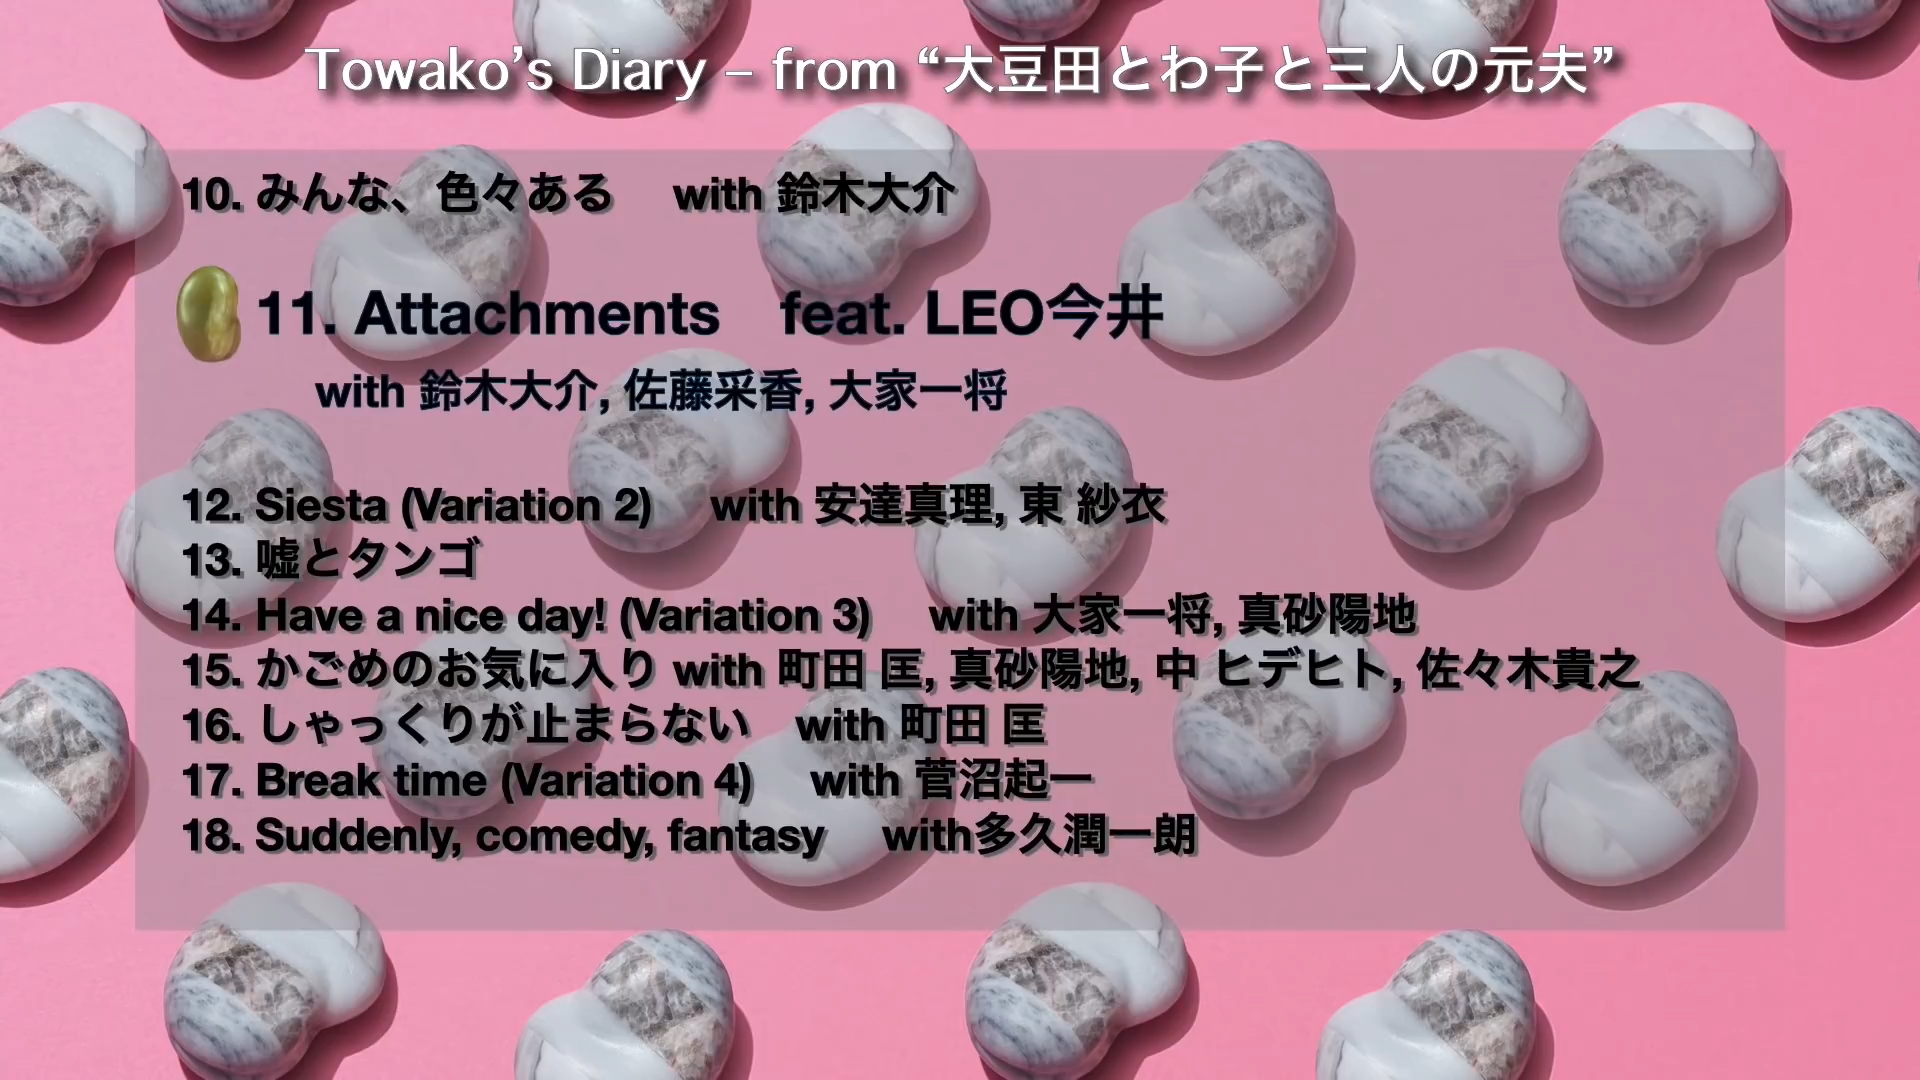 Towako’s Diary – from “大豆田とわ子と三人の元夫”
10. みんな、色々ある　with 鈴木大介
11. Attachments　feat. LEO今井
with 鈴木大介, 佐藤采香, 大家一将
12. Siesta (Variation 2)　with 安達真理, 東 紗衣
13. 嘘とタンゴ
14. Have a nice day! (Variation 3)　with 大家一将, 真砂陽地
15. かごめのお気に入り with 町田 匡, 真砂陽地, 中 ヒデヒト, 佐々木貴之
16. しゃっくりが止まらない　with 町田 匡
17. Break time (Variation 4)　with 菅沼起一
18. Suddenly, comedy, fantasy　with多久潤一朗